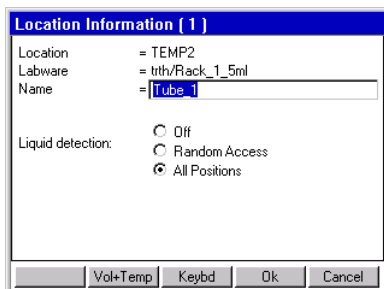 Location Information ( 1 )
Location = TEMP2
Labware = trth/Rack_1_5ml
Name = Tube_1
Off
Liquid detection: Random Access
All Positions
Vol+Temp Keybd Ok Cancel